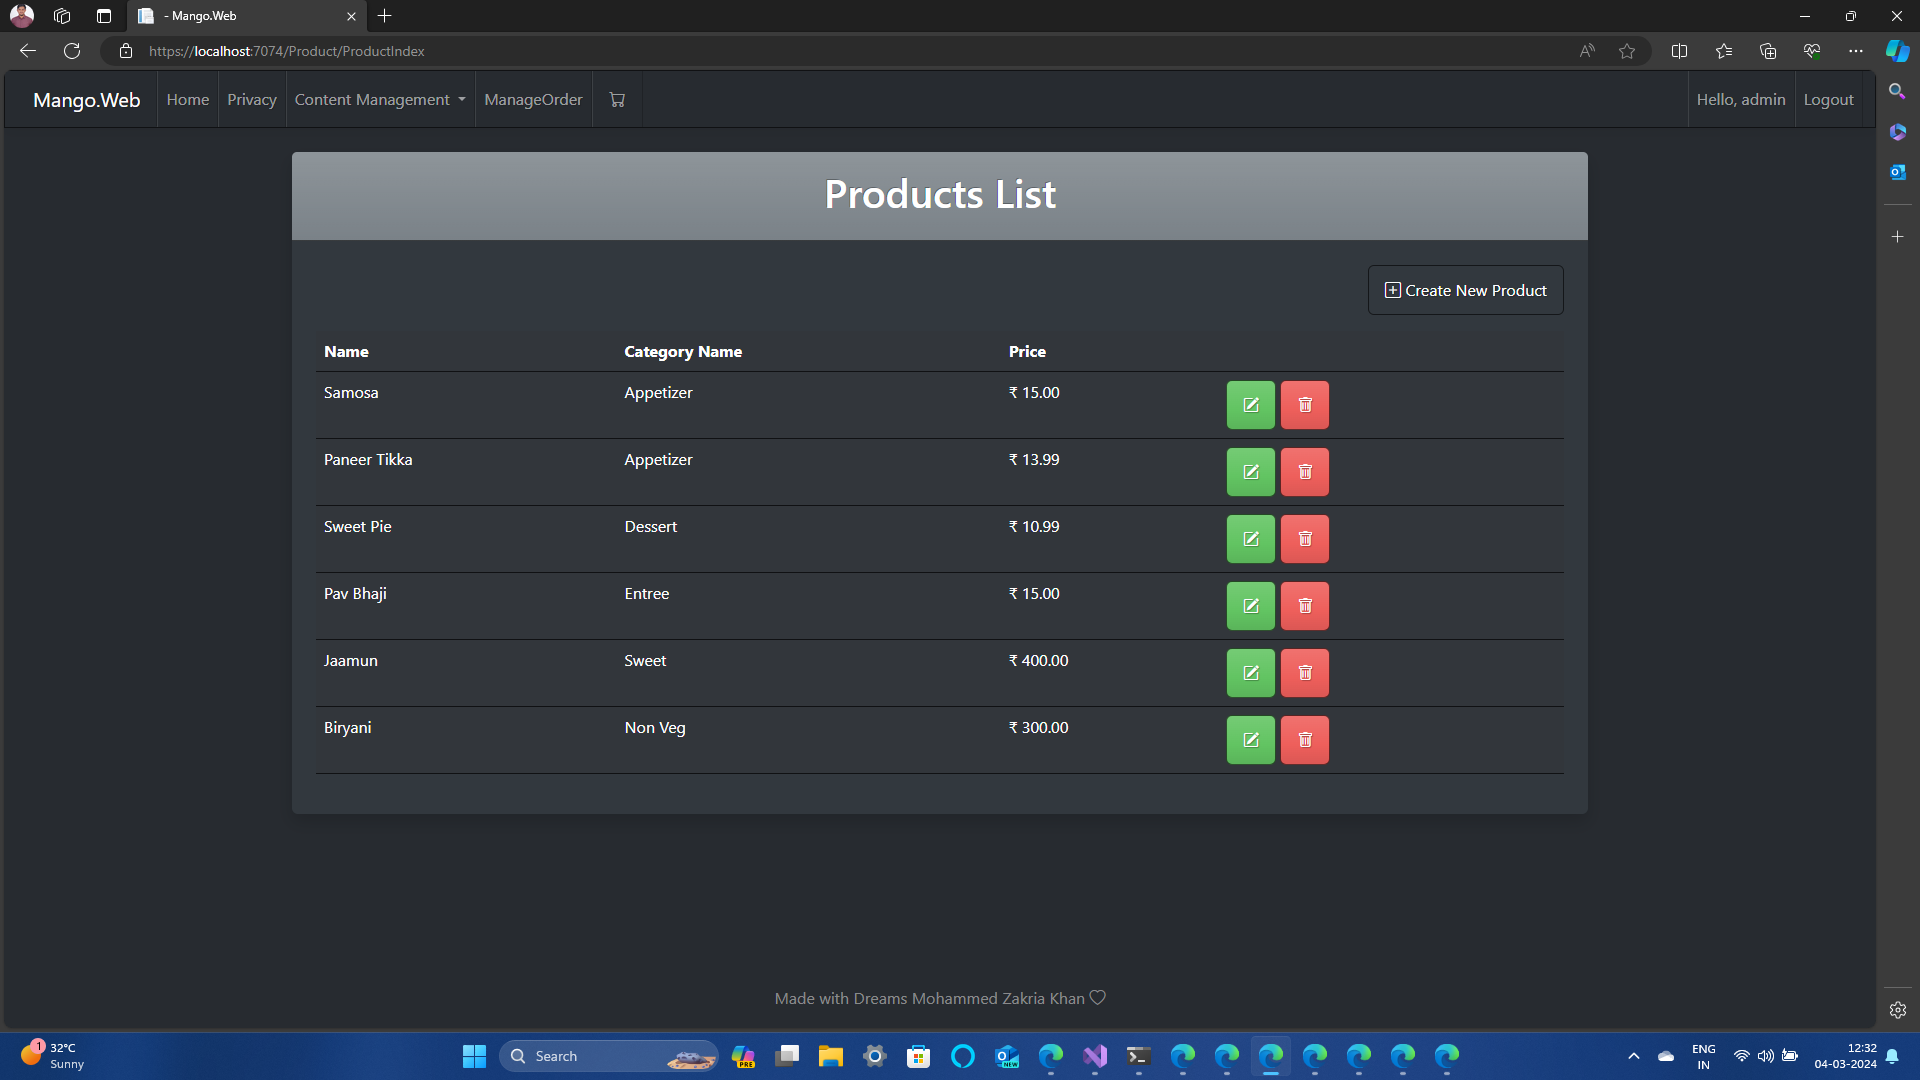 - Mango.Web
https://localhost:7074/Product/ProductIndex
Mango.Web Home Privacy Content Management ManageOrder Hello, admin Logout
Products List
Create New Product
Name Category Name Price
Samosa Appetizer ₹ 15.00
Paneer Tikka Appetizer ₹ 13.99
Sweet Pie Dessert ₹ 10.99
Pav Bhaji Entree ₹ 15.00
Jaamun Sweet ₹ 400.00
Biryani Non Veg ₹ 300.00
Made with Dreams Mohammed Zakria Khan
1
32°C
Sunny
Search
PRE
NEW
ENG
IN
12:32
04-03-2024